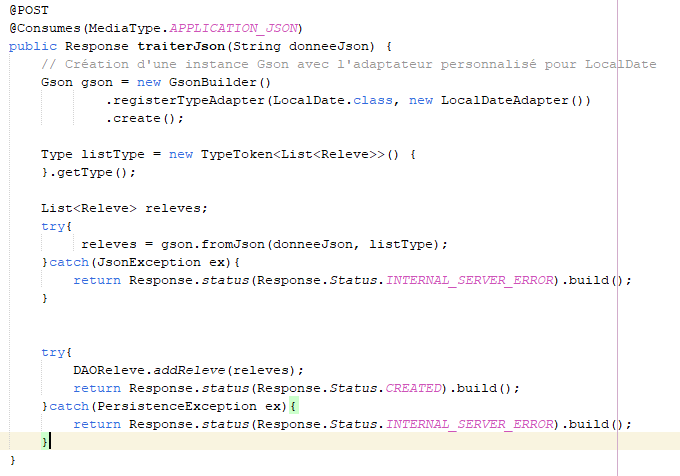 @POST
@Consumes(MediaType.APPLICATION_JSON)
public Response traiterJson(String donneeJson) {
    // Création d'une instance Gson avec l'adaptateur personnalisé pour LocalDate
    Gson gson = new GsonBuilder()
            .registerTypeAdapter(LocalDate.class, new LocalDateAdapter())
            .create();

    Type listType = new TypeToken<List<Releve>>() {
    }.getType();

    List<Releve> releves;
    try{
         releves = gson.fromJson(donneeJson, listType);
    }catch(JsonException ex){
        return Response.status(Response.Status.INTERNAL_SERVER_ERROR).build();
    }


    try{
        DAOReleve.addReleve(releves);
        return Response.status(Response.Status.CREATED).build();
    }catch(PersistenceException ex){
        return Response.status(Response.Status.INTERNAL_SERVER_ERROR).build();
    }
}